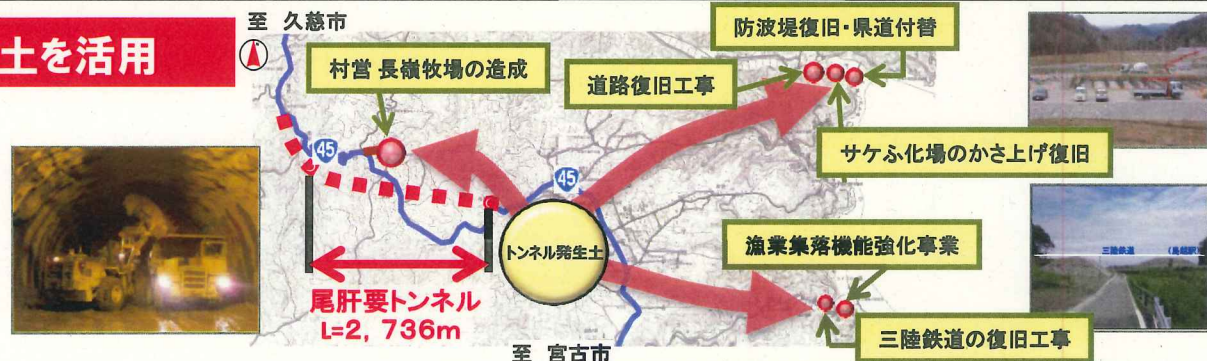 土を活用
至 久慈市
村営 長嶺牧場の造成
道路復旧工事
防波堤復旧・県道付替
サケふ化場のかさ上げ復旧
45
45
トンネル発生土
漁業集落機能強化事業
三陸鉄道の復旧工事
尾肝要トンネル
L=2,736m
至 宮古市
三陸鉄道